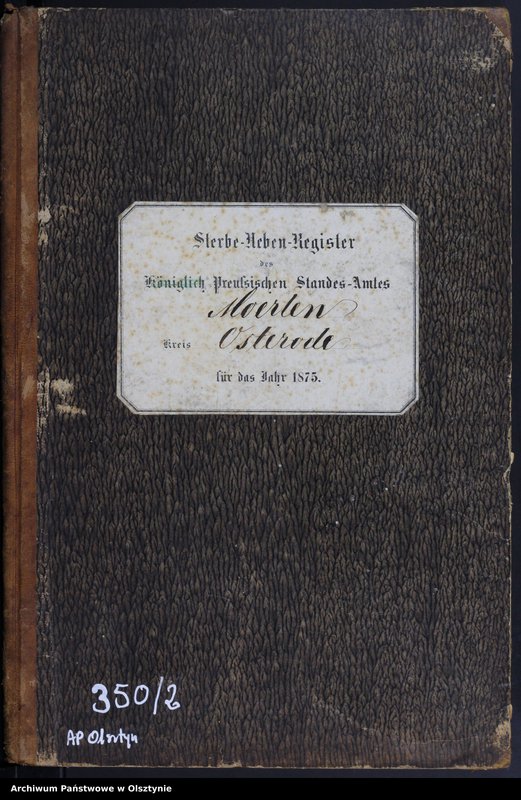 Sterbe-Neben-Register
des
Königlich Preußischen Standes-Amtes
Moerlen
Kreis Osterode
für das Jahr 1875.
350/2
AP Olsztyn
Archiwum Państwowe w Olsztynie